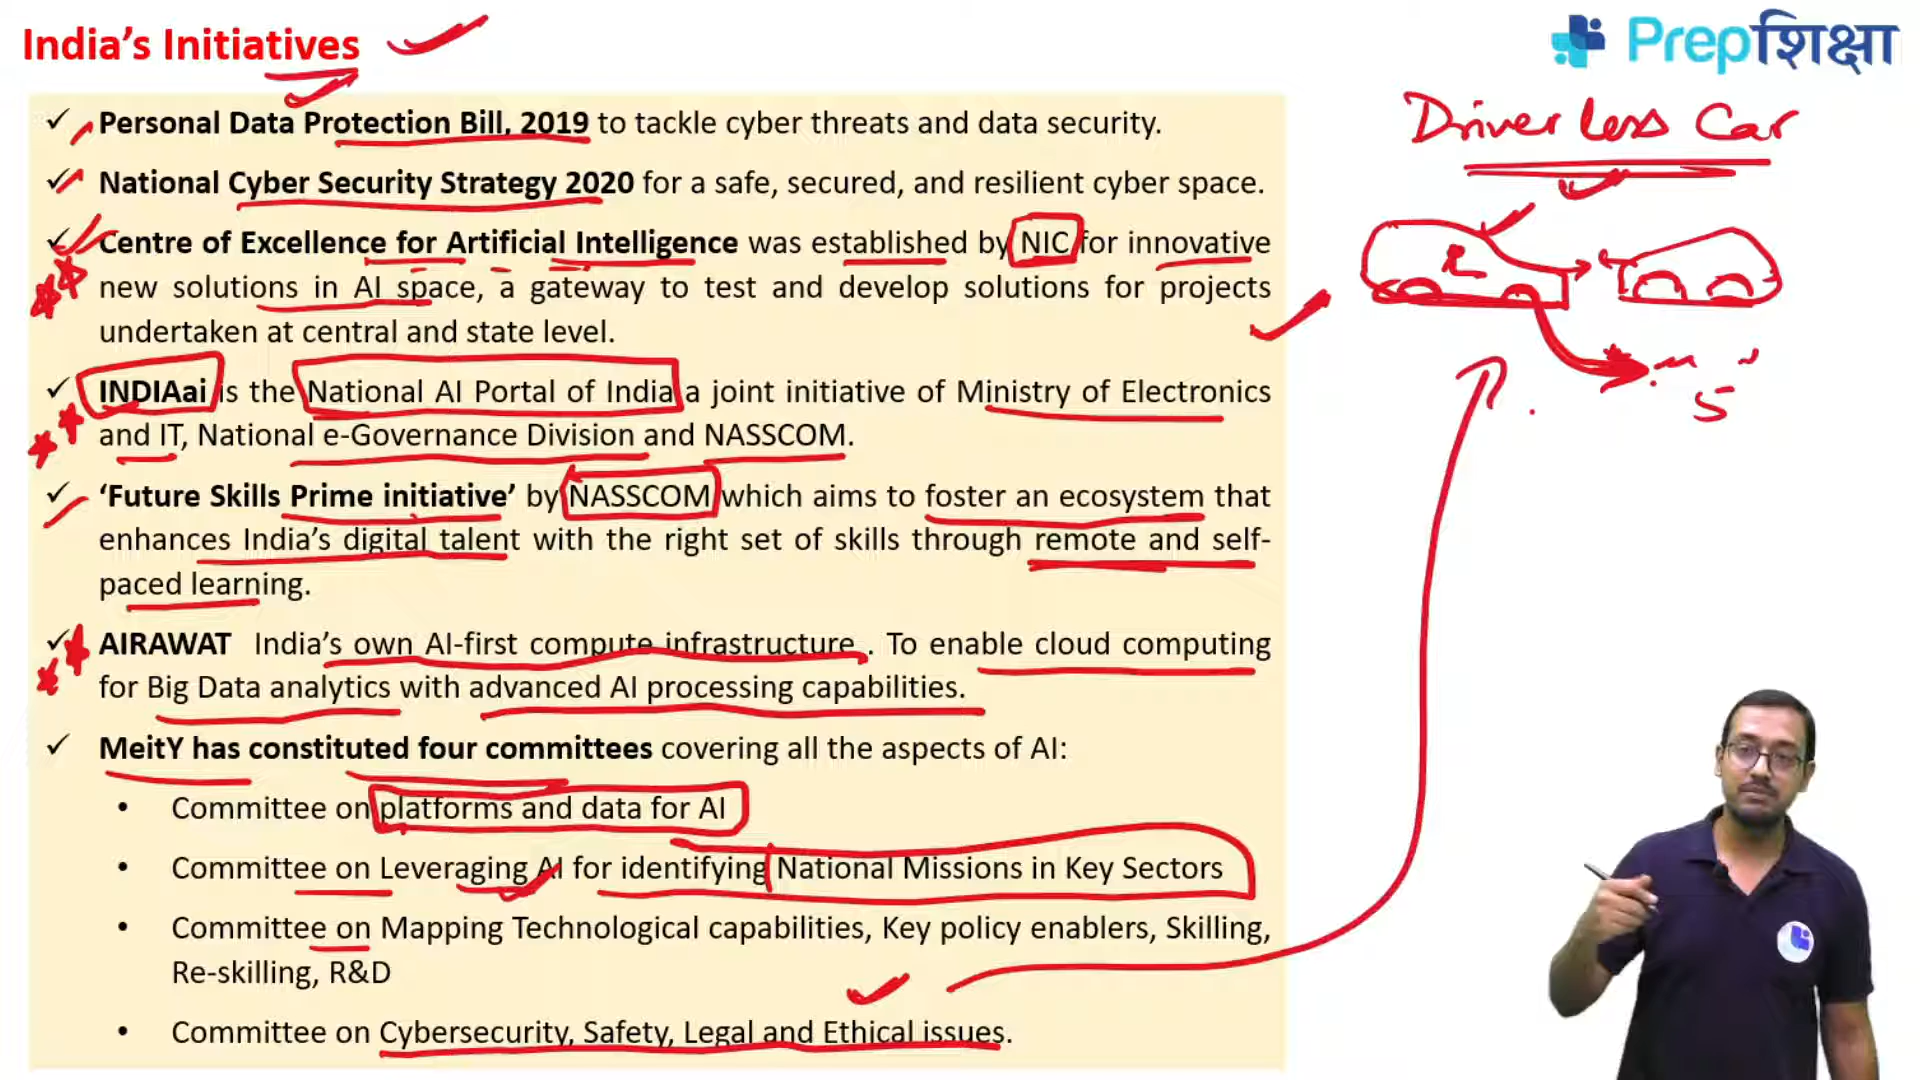 India's Initiatives
Prepशिक्षा
Personal Data Protection Bill, 2019 to tackle cyber threats and data security.
National Cyber Security Strategy 2020 for a safe, secured, and resilient cyber space.
Centre of Excellence for Artificial Intelligence was established by NIC for innovative
new solutions in AI space, a gateway to test and develop solutions for projects
undertaken at central and state level.
INDIAai is the National AI Portal of India a joint initiative of Ministry of Electronics
and IT, National e-Governance Division and NASSCOM.
'Future Skills Prime initiative' by NASSCOM which aims to foster an ecosystem that
enhances India's digital talent with the right set of skills through remote and self-
paced learning.
AIRAWAT India's own AI-first compute infrastructure . To enable cloud computing
for Big Data analytics with advanced AI processing capabilities.
MeitY has constituted four committees covering all the aspects of AI:
Committee on platforms and data for AI
Committee on Leveraging AI for identifying National Missions in Key Sectors
Committee on Mapping Technological capabilities, Key policy enablers, Skilling,
Re-skilling, R&D
Committee on Cybersecurity, Safety, Legal and Ethical issues.
Driver less Car
5